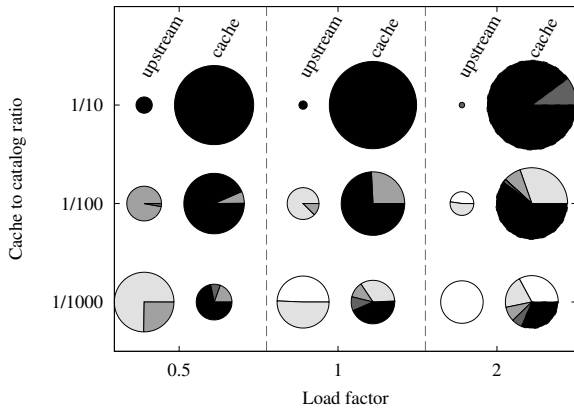 upstream cache upstream cache upstream cache
1/10
1/100
1/1000
Cache to catalog ratio
0.5 1 2
Load factor